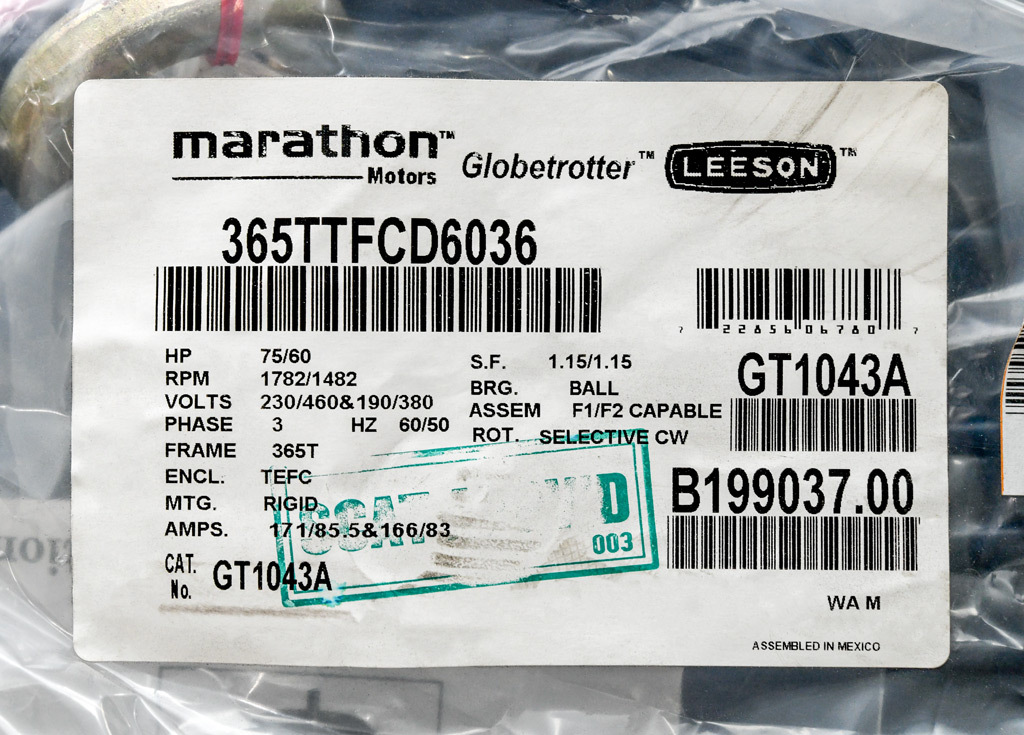 marathon™
Motors
Globetrotter™
LEESON™
365TTFCD6036
7 22856 06780 7
HP 75/60
RPM 1782/1482
VOLTS 230/460&190/380
PHASE 3 HZ 60/50
FRAME 365T
ENCL. TEFC
MTG. RIGID
AMPS. 171/85.5&166/83
CAT. No. GT1043A
S.F. 1.15/1.15
BRG. BALL
ASSEM F1/F2 CAPABLE
ROT. SELECTIVE CW
GT1043A
B199037.00
003
WA M
ASSEMBLED IN MEXICO